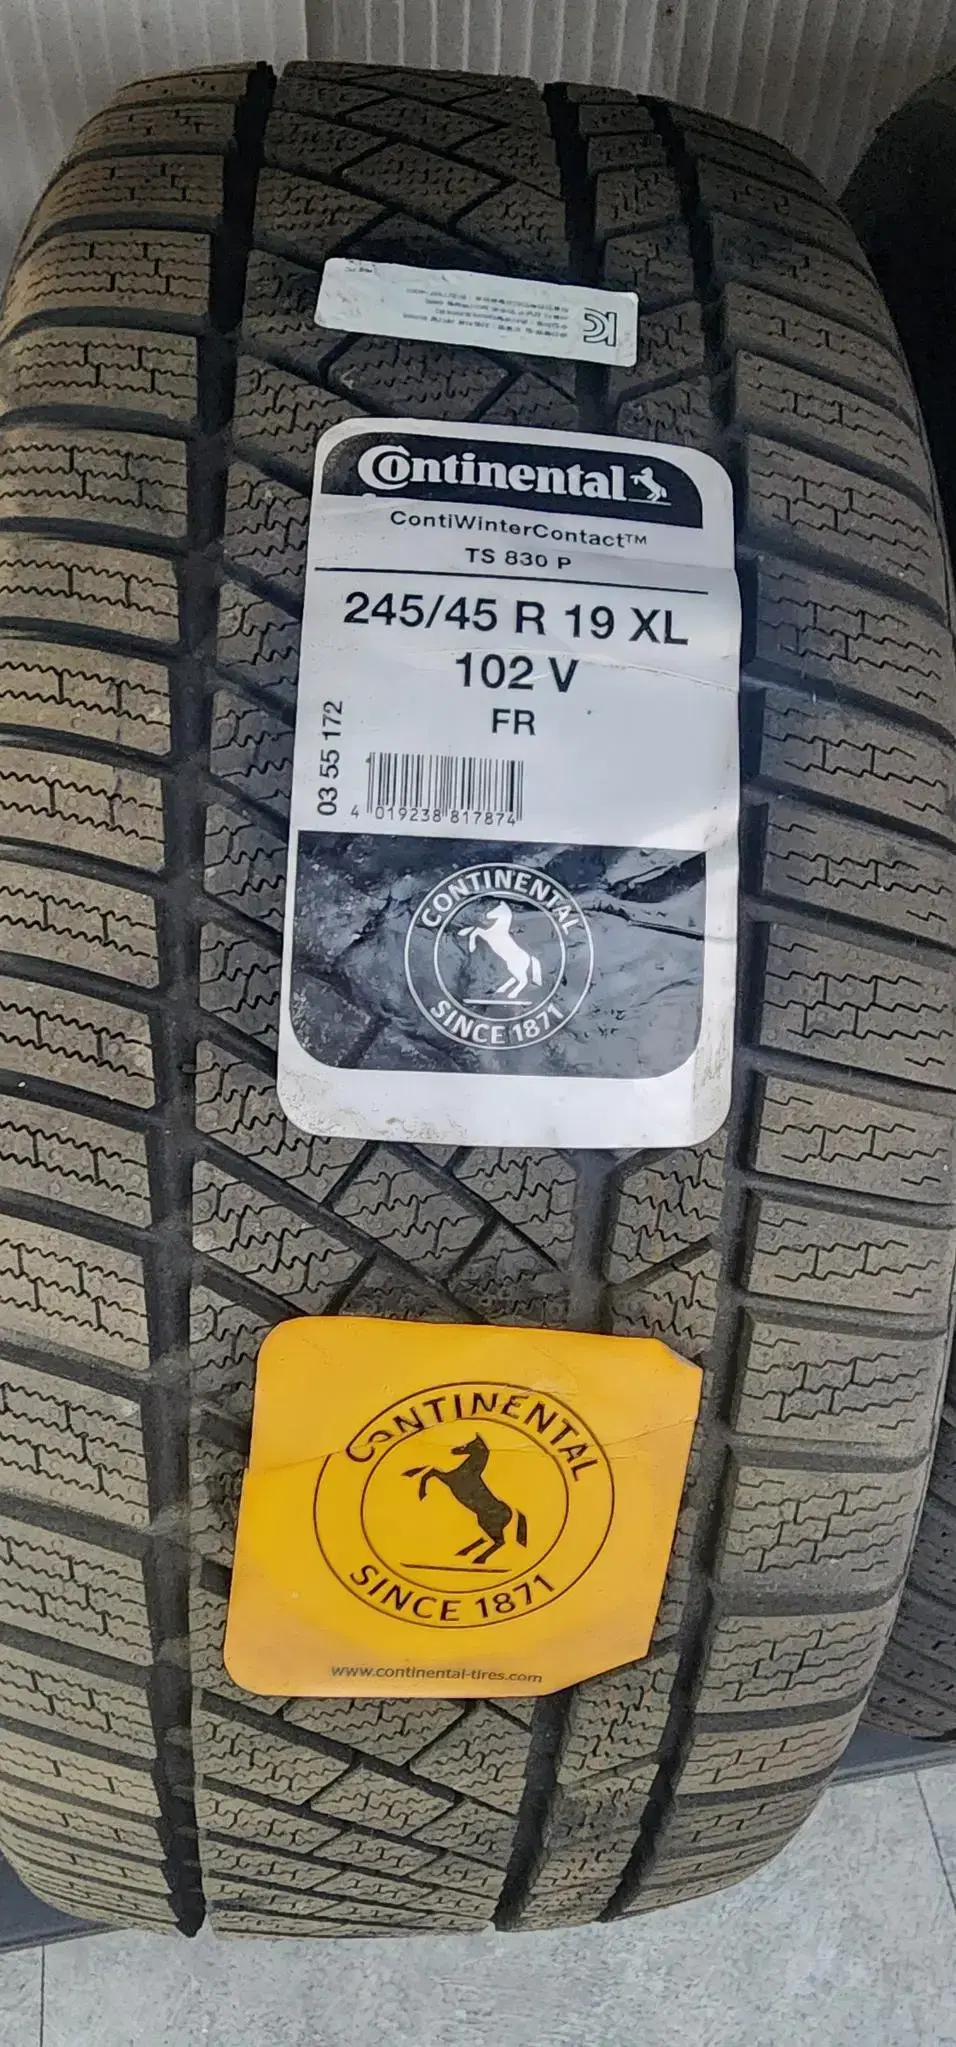 Continental
ContiWinterContact™
TS 830 P
245/45 R 19 XL
102 V
FR
03 55 172
4 019238 817874
CONTINENTAL
SINCE 1871
CONTINENTAL
SINCE 1871
www.continental-tires.com